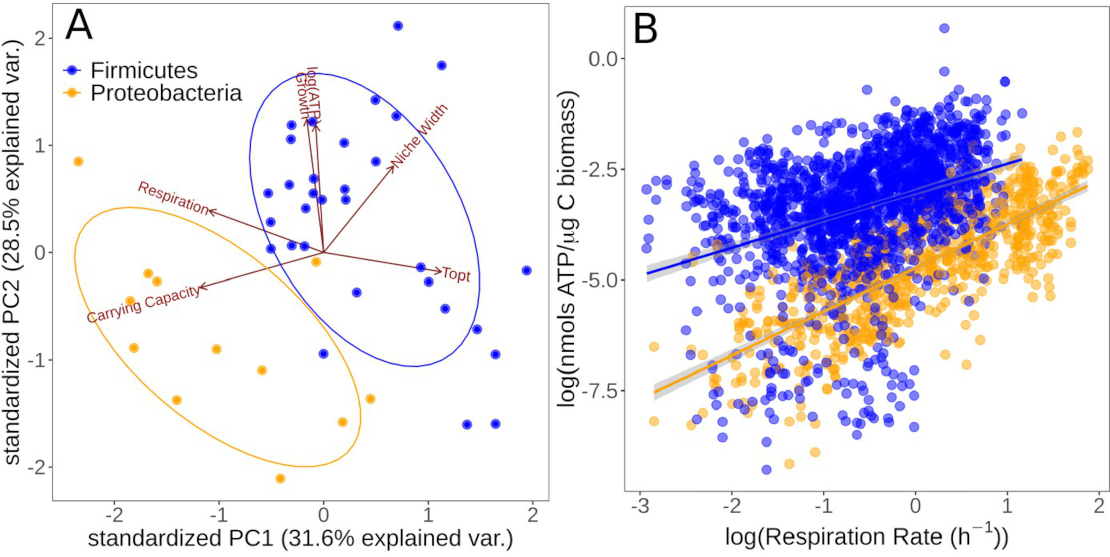 A
Firmicutes
Proteobacteria
log(ATP)
Growth
Niche Width
Respiration
Topt
Carrying Capacity
2
1
0
-1
-2
standardized PC2 (28.5% explained var.)
-2
-1
0
1
2
standardized PC1 (31.6% explained var.)
B
0.0
-2.5
-5.0
-7.5
log(nmols ATP/μg C biomass)
-3
-2
-1
0
1
2
log(Respiration Rate (h⁻¹))